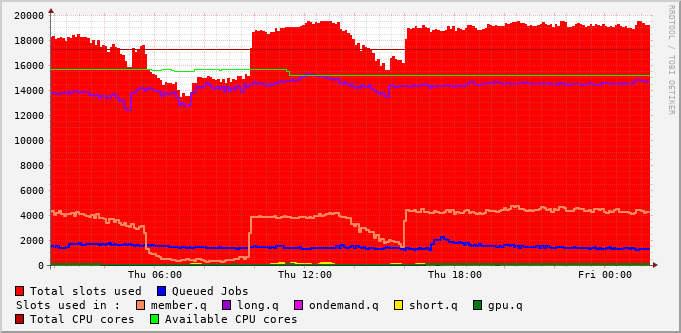 RRDTOOL / TOBI OETIKER
20000
18000
16000
14000
12000
10000
8000
6000
4000
2000
0
Thu 06:00 Thu 12:00 Thu 18:00 Fri 00:00
Total slots used Queued Jobs
Slots used in : member.q long.q ondemand.q short.q gpu.q
Total CPU cores Available CPU cores